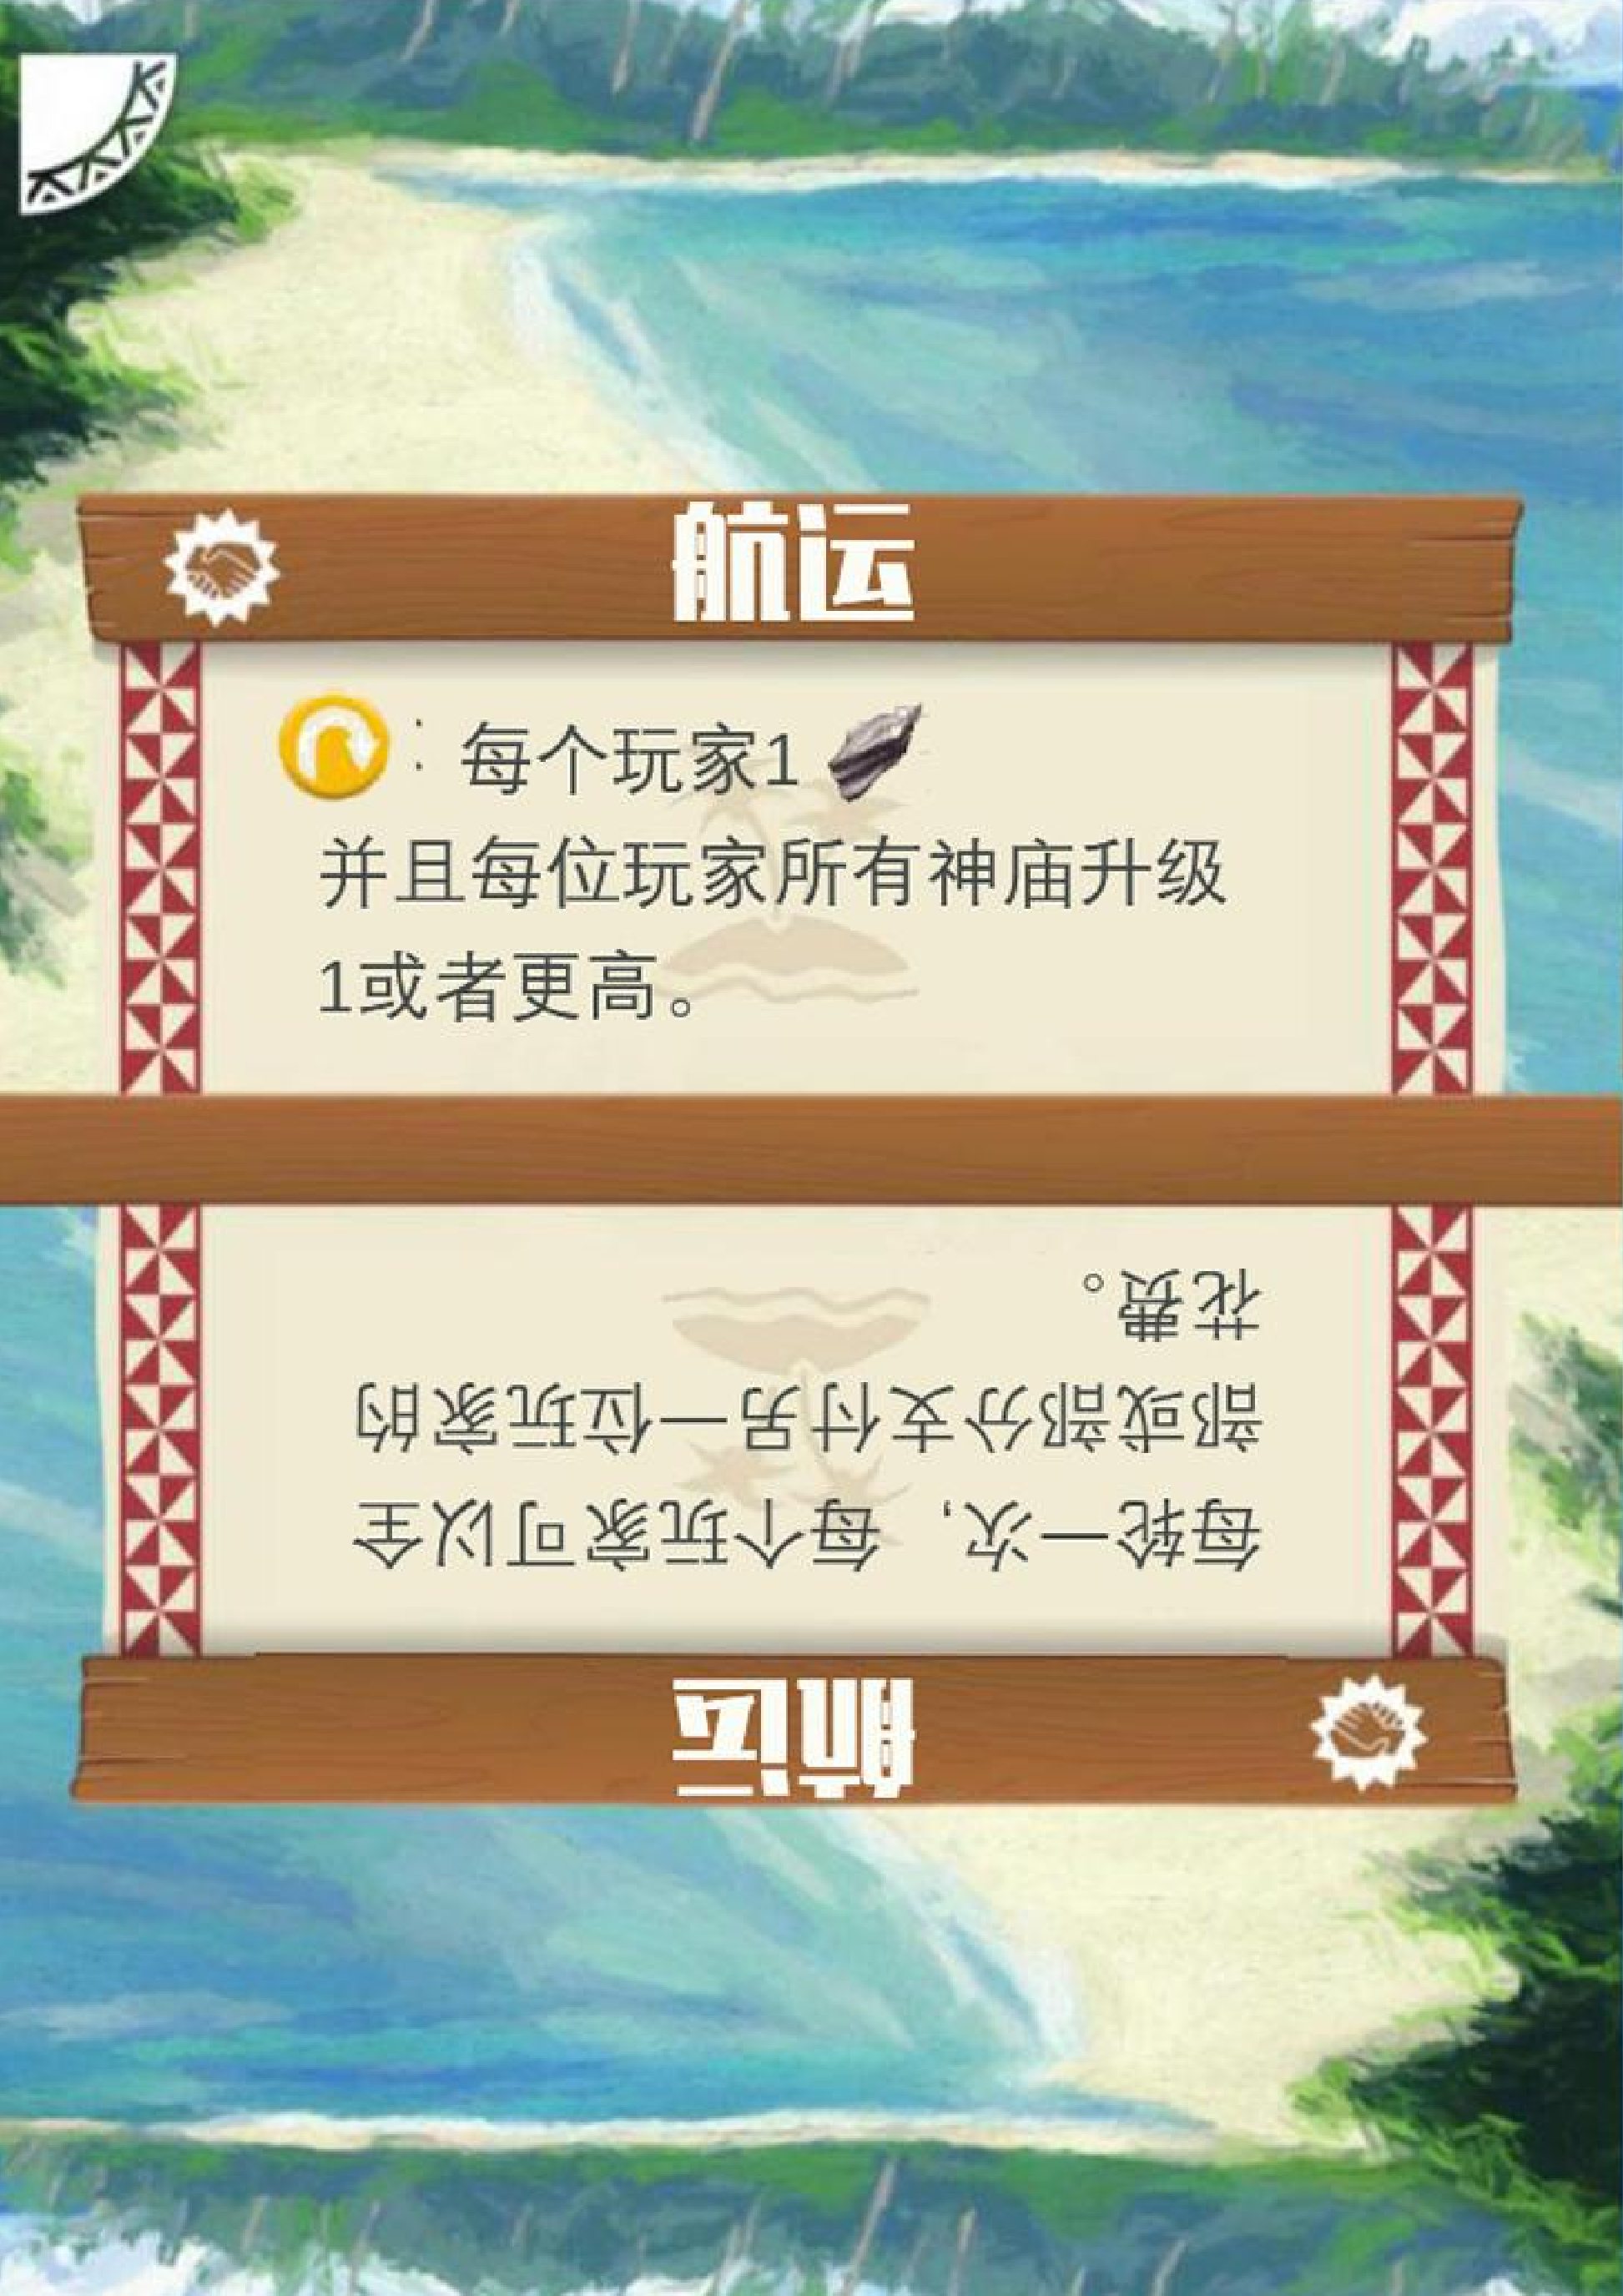 航运
：每个玩家1
并且每位玩家所有神庙升级
1或者更高。
航运
每轮一次，每个玩家可以全
部或部分支付另一位玩家的
花费。